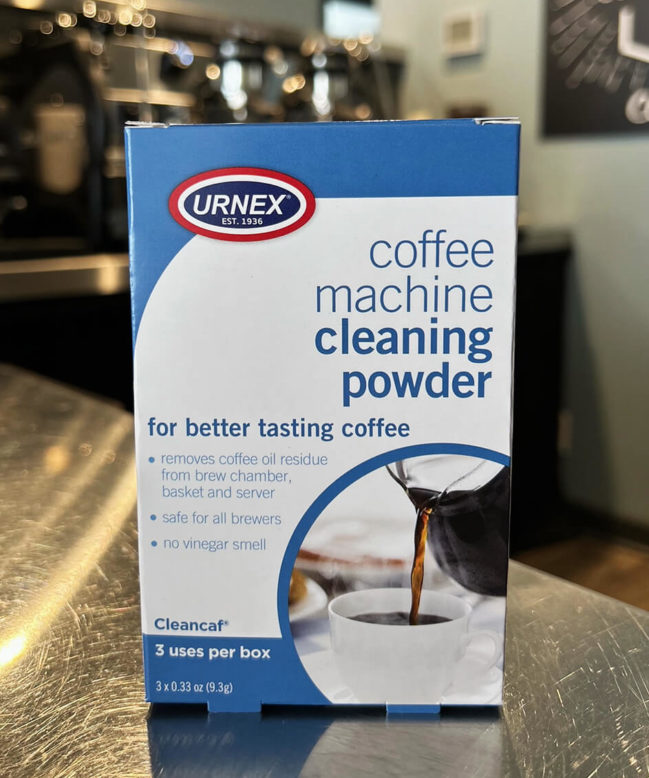 URNEX®
EST. 1936
coffee
machine
cleaning
powder
for better tasting coffee
• removes coffee oil residue
from brew chamber,
basket and server
• safe for all brewers
• no vinegar smell
Cleancaf®
3 uses per box
3 x 0.33 oz (9.3g)